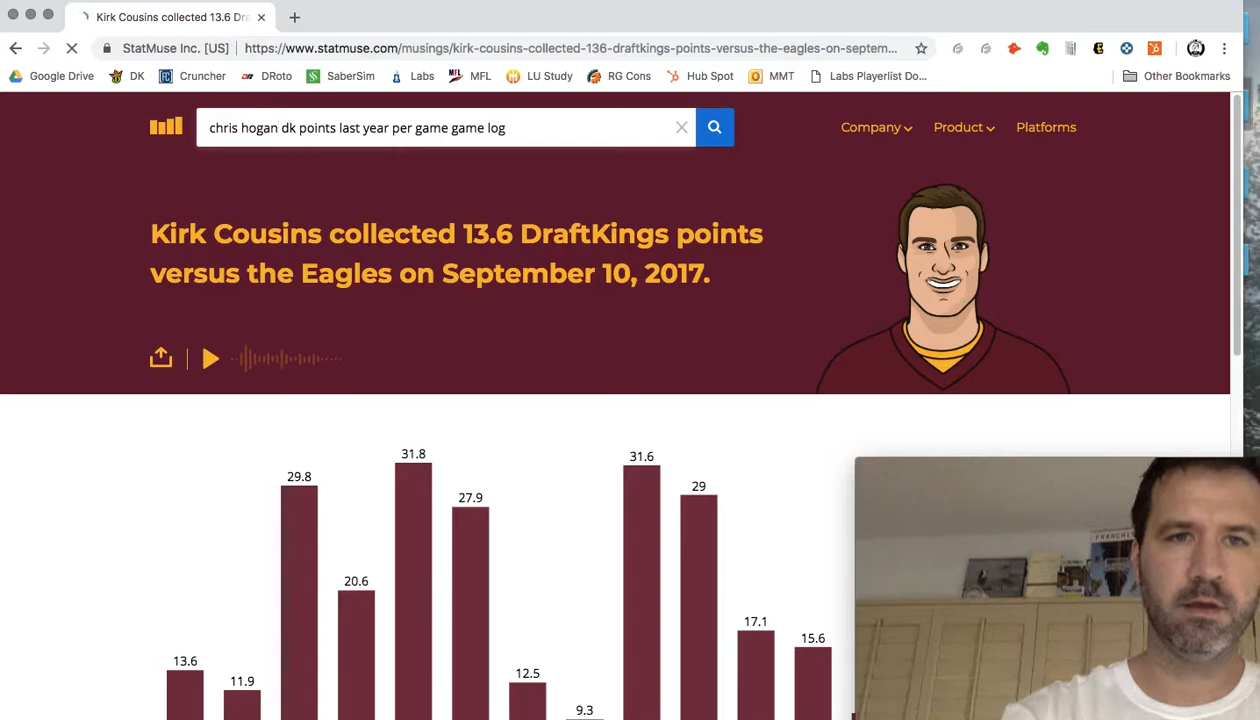 Kirk Cousins collected 13.6 Dra
StatMuse Inc. [US] https://www.statmuse.com/musings/kirk-cousins-collected-136-draftkings-points-versus-the-eagles-on-septem...
Google Drive DK Cruncher DRoto SaberSim Labs MFL LU Study RG Cons Hub Spot MMT Labs Playerlist Do... Other Bookmarks
chris hogan dk points last year per game game log
Company Product Platforms
Kirk Cousins collected 13.6 DraftKings points
versus the Eagles on September 10, 2017.
13.6 11.9 29.8 20.6 31.8 27.9 12.5 9.3 31.6 29 17.1 15.6